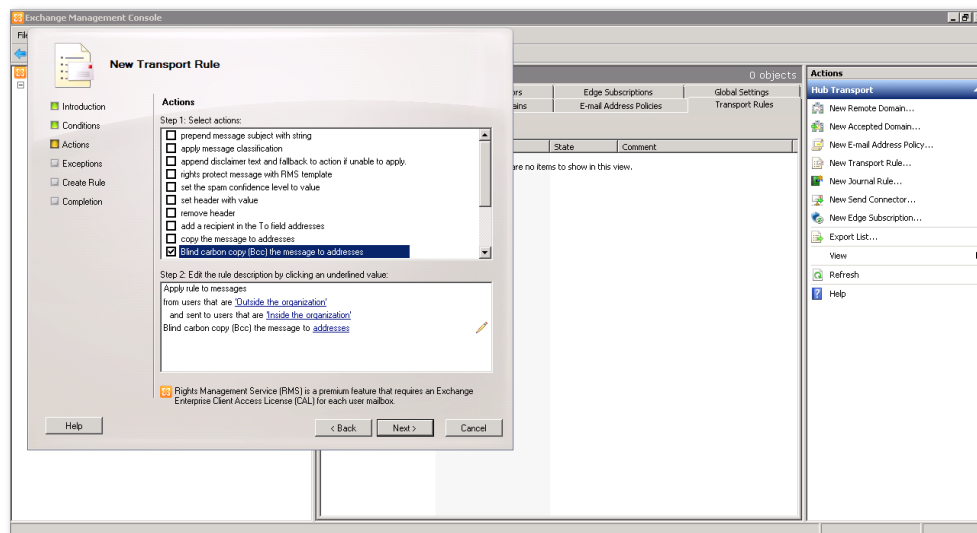 Exchange Management Console
New Transport Rule
Introduction
Conditions
Actions
Exceptions
Create Rule
Completion
Actions
Step 1: Select actions:
prepend message subject with string
apply message classification
append disclaimer text and fallback to action if unable to apply.
rights protect message with RMS template
set the spam confidence level to value
set header with value
remove header
add a recipient in the To field addresses
copy the message to addresses
Blind carbon copy (Bcc) the message to addresses
Step 2: Edit the rule description by clicking an underlined value:
Apply rule to messages
from users that are 'Outside the organization'
and sent to users that are 'Inside the organization'
Blind carbon copy (Bcc) the message to addresses
Rights Management Service (RMS) is a premium feature that requires an Exchange
Enterprise Client Access License (CAL) for each user mailbox.
Help
< Back
Next >
Cancel
0 objects
Edge Subscriptions
Global Settings
E-mail Address Policies
Transport Rules
State
Comment
are no items to show in this view.
Actions
Hub Transport
New Remote Domain...
New Accepted Domain...
New E-mail Address Policy...
New Transport Rule...
New Journal Rule...
New Send Connector...
New Edge Subscription...
Export List...
View
Refresh
Help